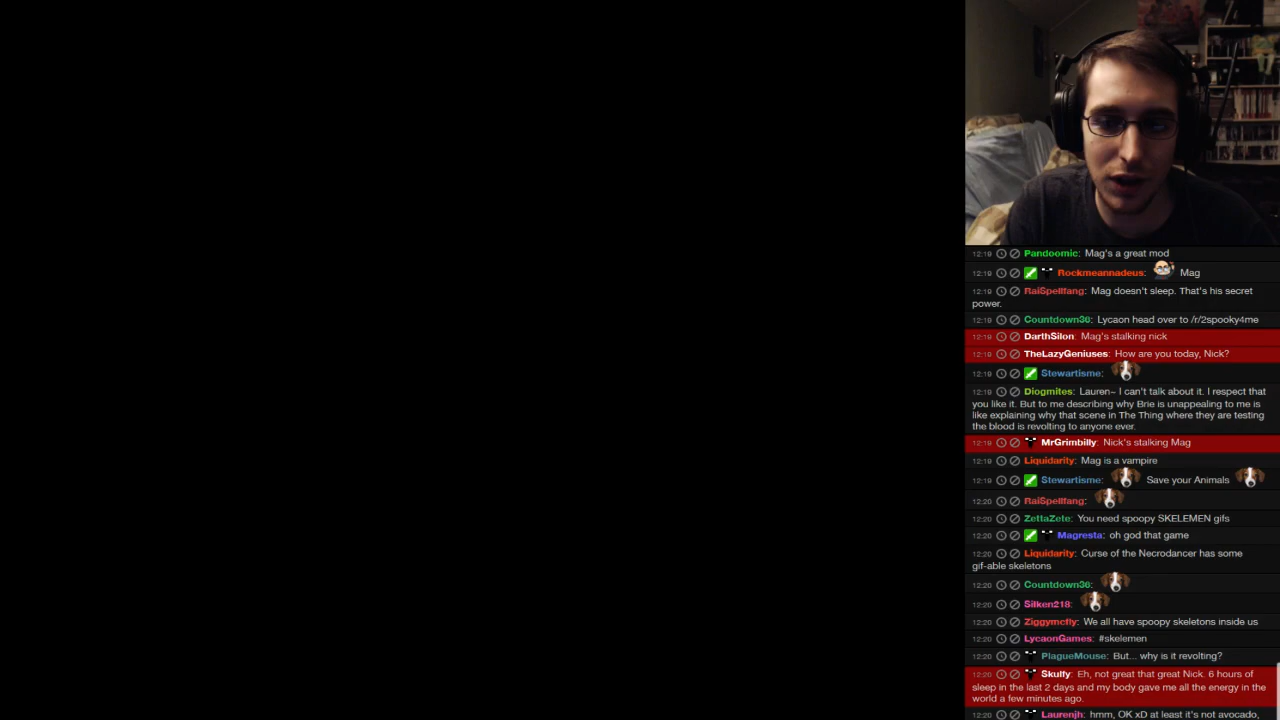 12:19 Pandoomic: Mag's a great mod
12:19 Rockmeannadeus: Mag
12:19 RaiSpellfang: Mag doesn't sleep. That's his secret
power.
12:19 Countdown36: Lycaon head over to /r/2spooky4me
12:19 DarthSilon: Mag's stalking nick
12:19 TheLazyGeniuses: How are you today, Nick?
12:19 Stewartisme:
12:19 Diogmites: Lauren~ I can't talk about it. I respect that
you like it. But to me describing why Brie is unappealing to me is
like explaining why that scene in The Thing where they are testing
the blood is revolting to anyone ever.
12:19 MrGrimbilly: Nick's stalking Mag
12:19 Liquidarity: Mag is a vampire
12:19 Stewartisme: Save your Animals
12:20 RaiSpellfang:
12:20 ZettaZete: You need spoopy SKELEMEN gifs
12:20 Magresta: oh god that game
12:20 Liquidarity: Curse of the Necrodancer has some
gif-able skeletons
12:20 Countdown36:
12:20 Silken218:
12:20 Ziggymcfly: We all have spoopy skeletons inside us
12:20 LycaonGames: #skelemen
12:20 PlagueMouse: But... why is it revolting?
12:20 Skulfy: Eh, not great that great Nick. 6 hours of
sleep in the last 2 days and my body gave me all the energy in the
world a few minutes ago.
12:20 Laurenjh: hmm, OK xD at least it's not avocado,